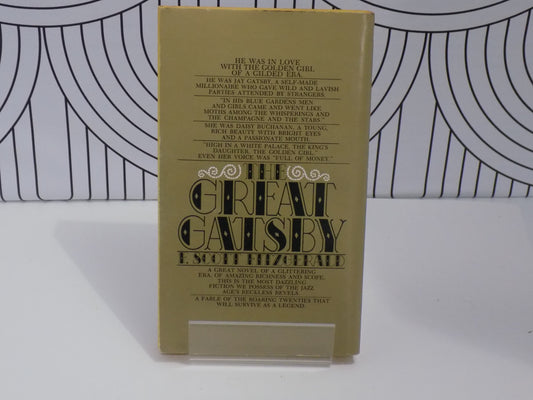 HE WAS IN LOVE
WITH THE GOLDEN GIRL
OF A GILDED ERA.
HE WAS JAY GATSBY, A SELF-MADE
MILLIONAIRE WHO GAVE WILD AND LAVISH
PARTIES ATTENDED BY STRANGERS.
"IN HIS BLUE GARDENS MEN
AND GIRLS CAME AND WENT LIKE
MOTHS AMONG THE WHISPERINGS AND
THE CHAMPAGNE AND THE STARS."
SHE WAS DAISY BUCHANAN, A YOUNG,
RICH BEAUTY WITH BRIGHT EYES
AND A PASSIONATE MOUTH.
"HIGH IN A WHITE PALACE, THE KING'S
DAUGHTER, THE GOLDEN GIRL."
EVEN HER VOICE WAS "FULL OF MONEY."
THE
GREAT
GATSBY
F. SCOTT FITZGERALD
A GREAT NOVEL OF A GLITTERING
ERA, OF AMAZING RICHNESS AND SCOPE.
THIS IS THE MOST DAZZLING
FICTION WE POSSESS OF THE JAZZ
AGE'S RECKLESS REVELS.
A FABLE OF THE ROARING TWENTIES THAT
WILL SURVIVE AS A LEGEND.